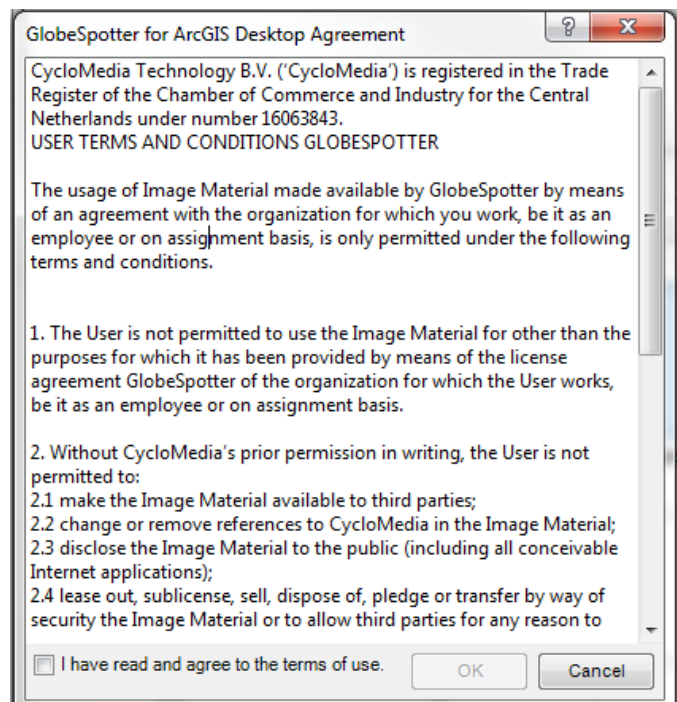 GlobeSpotter for ArcGIS Desktop Agreement
CycloMedia Technology B.V. ('CycloMedia') is registered in the Trade
Register of the Chamber of Commerce and Industry for the Central
Netherlands under number 16063843.
USER TERMS AND CONDITIONS GLOBESPOTTER
The usage of Image Material made available by GlobeSpotter by means
of an agreement with the organization for which you work, be it as an
employee or on assignment basis, is only permitted under the following
terms and conditions.
1. The User is not permitted to use the Image Material for other than the
purposes for which it has been provided by means of the license
agreement GlobeSpotter of the organization for which the User works,
be it as an employee or on assignment basis.
2. Without CycloMedia's prior permission in writing, the User is not
permitted to:
2.1 make the Image Material available to third parties;
2.2 change or remove references to CycloMedia in the Image Material;
2.3 disclose the Image Material to the public (including all conceivable
Internet applications);
2.4 lease out, sublicense, sell, dispose of, pledge or transfer by way of
security the Image Material or to allow third parties for any reason to
I have read and agree to the terms of use.
OK
Cancel